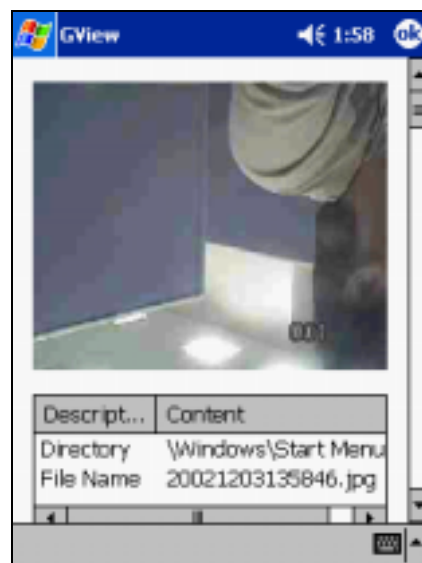 GView 1:58 ok
001
Descript... Content
Directory \Windows\Start Menu
File Name 20021203135846.jpg